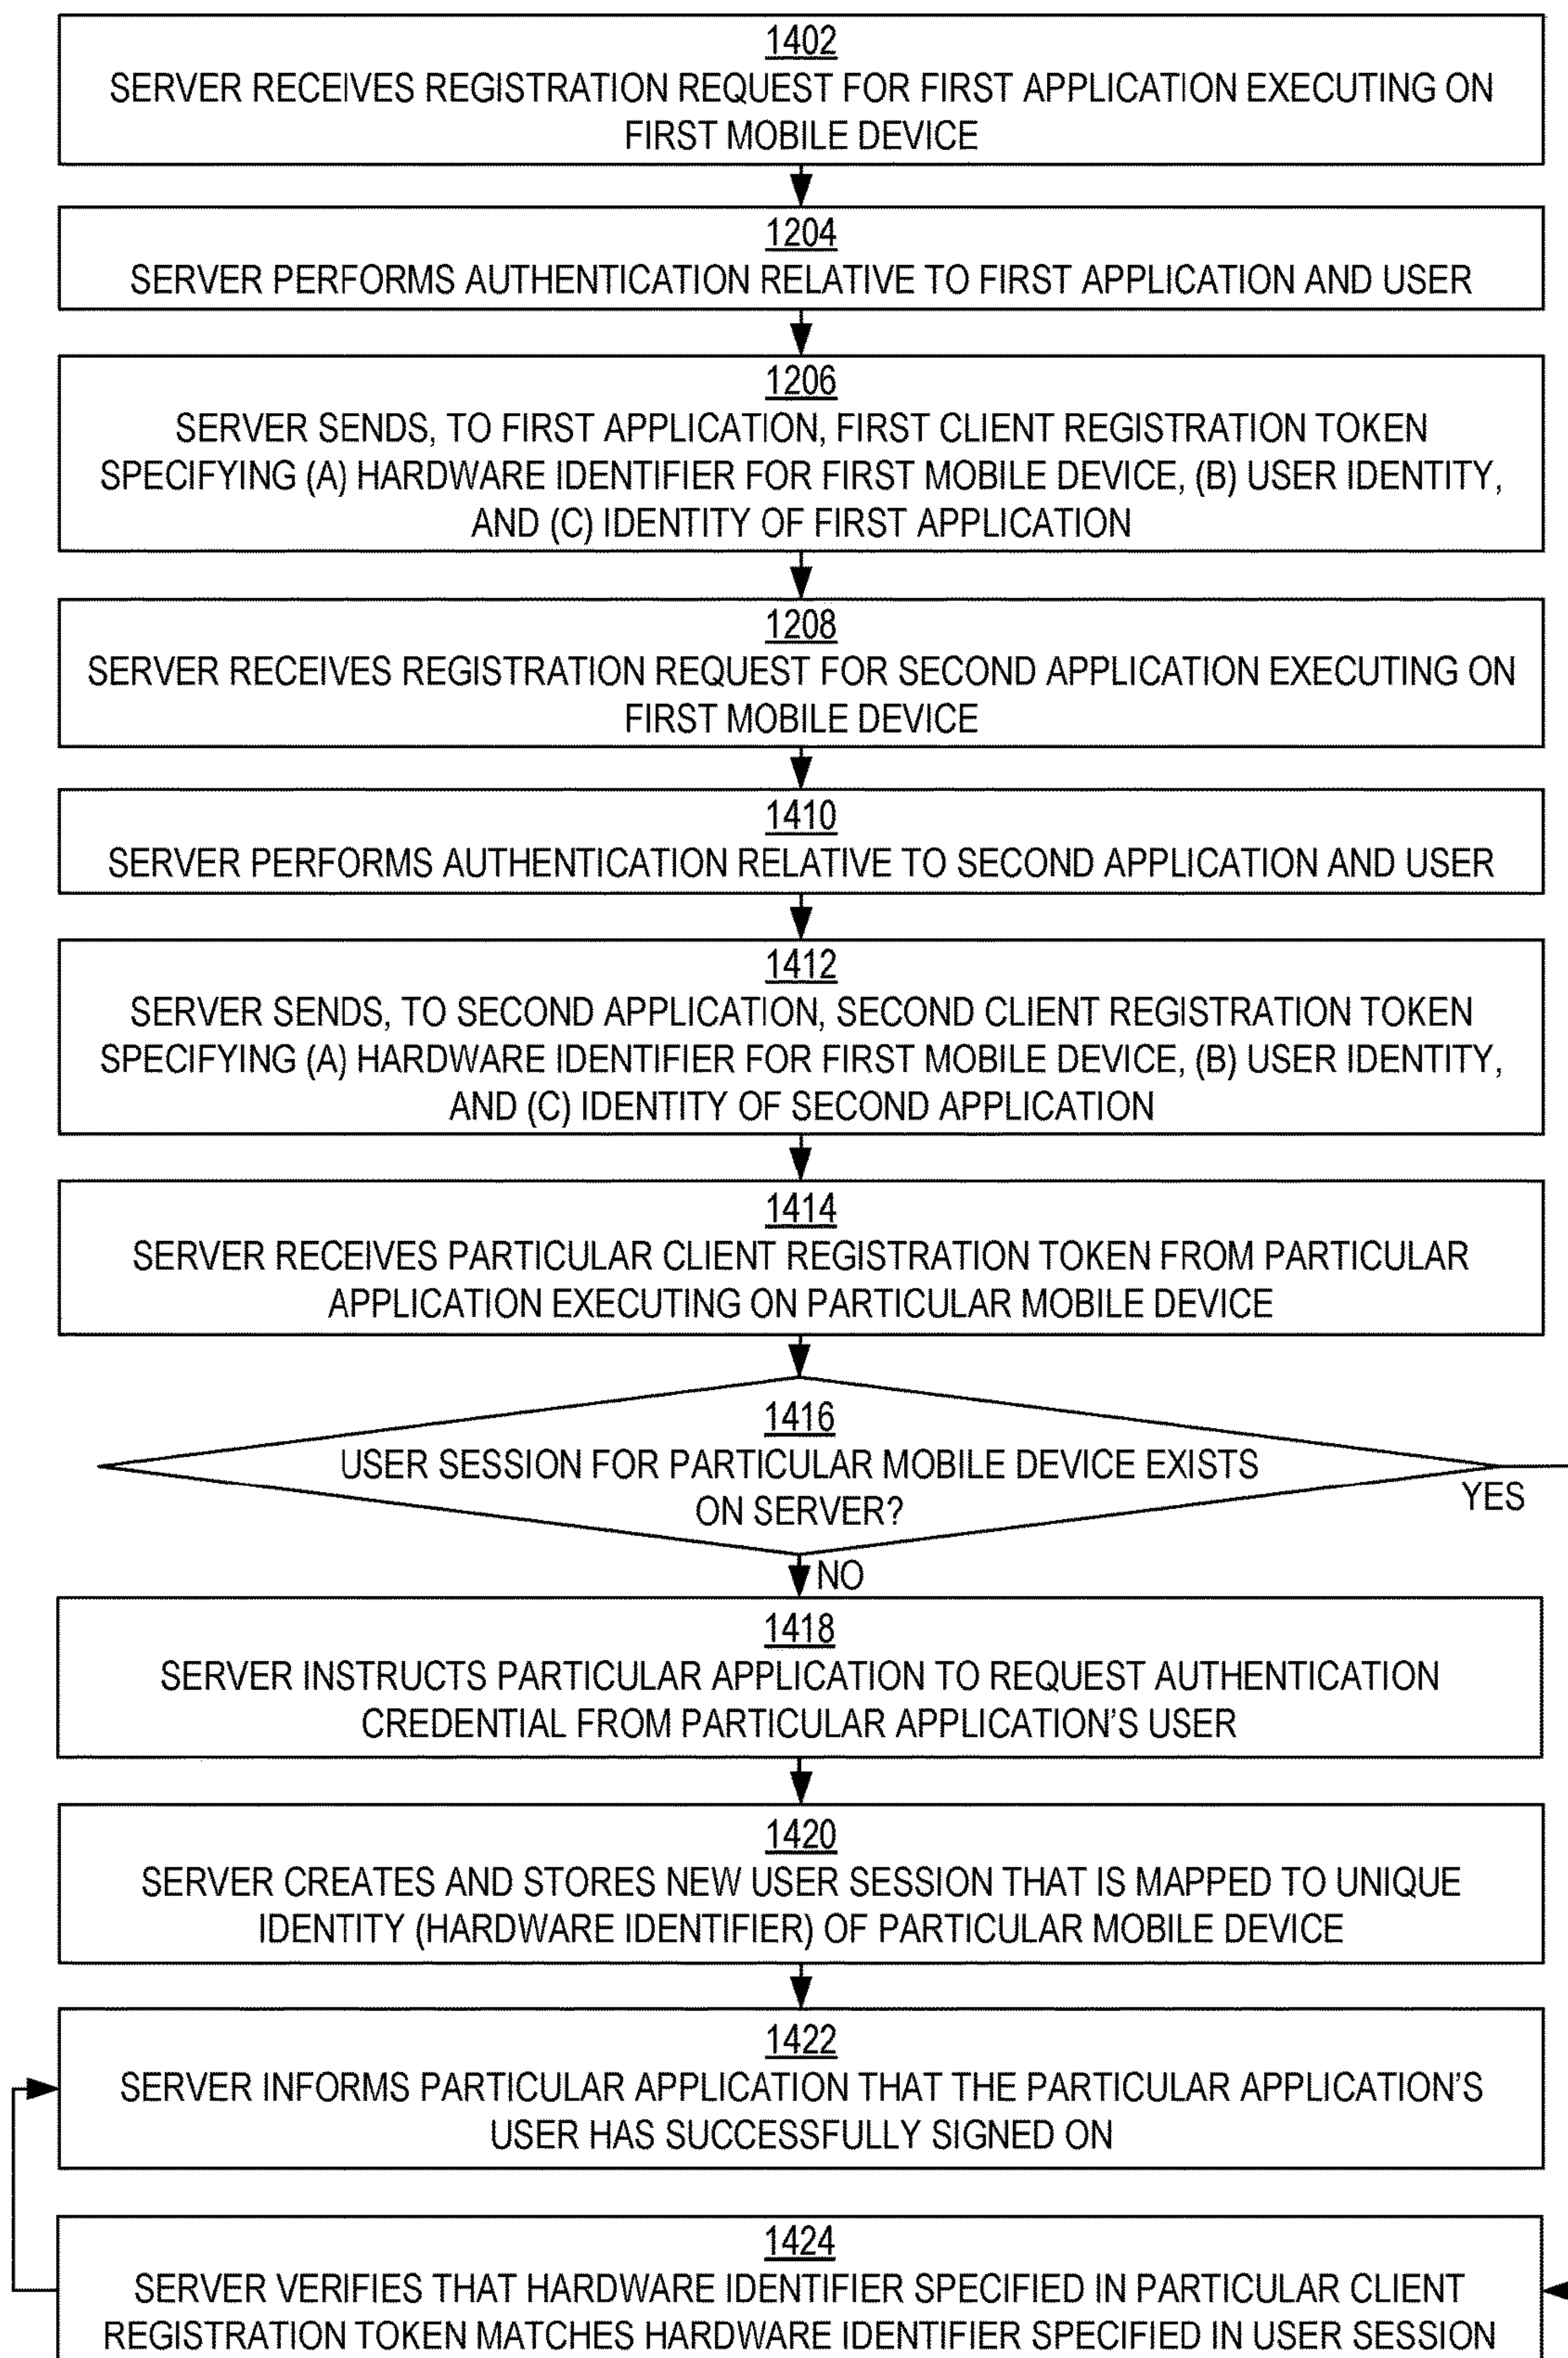 1402
SERVER RECEIVES REGISTRATION REQUEST FOR FIRST APPLICATION EXECUTING ON
FIRST MOBILE DEVICE
1204
SERVER PERFORMS AUTHENTICATION RELATIVE TO FIRST APPLICATION AND USER
1206
SERVER SENDS, TO FIRST APPLICATION, FIRST CLIENT REGISTRATION TOKEN
SPECIFYING (A) HARDWARE IDENTIFIER FOR FIRST MOBILE DEVICE, (B) USER IDENTITY,
AND (C) IDENTITY OF FIRST APPLICATION
1208
SERVER RECEIVES REGISTRATION REQUEST FOR SECOND APPLICATION EXECUTING ON
FIRST MOBILE DEVICE
1410
SERVER PERFORMS AUTHENTICATION RELATIVE TO SECOND APPLICATION AND USER
1412
SERVER SENDS, TO SECOND APPLICATION, SECOND CLIENT REGISTRATION TOKEN
SPECIFYING (A) HARDWARE IDENTIFIER FOR FIRST MOBILE DEVICE, (B) USER IDENTITY,
AND (C) IDENTITY OF SECOND APPLICATION
1414
SERVER RECEIVES PARTICULAR CLIENT REGISTRATION TOKEN FROM PARTICULAR
APPLICATION EXECUTING ON PARTICULAR MOBILE DEVICE
1416
USER SESSION FOR PARTICULAR MOBILE DEVICE EXISTS
ON SERVER?
YES
NO
1418
SERVER INSTRUCTS PARTICULAR APPLICATION TO REQUEST AUTHENTICATION
CREDENTIAL FROM PARTICULAR APPLICATION'S USER
1420
SERVER CREATES AND STORES NEW USER SESSION THAT IS MAPPED TO UNIQUE
IDENTITY (HARDWARE IDENTIFIER) OF PARTICULAR MOBILE DEVICE
1422
SERVER INFORMS PARTICULAR APPLICATION THAT THE PARTICULAR APPLICATION'S
USER HAS SUCCESSFULLY SIGNED ON
1424
SERVER VERIFIES THAT HARDWARE IDENTIFIER SPECIFIED IN PARTICULAR CLIENT
REGISTRATION TOKEN MATCHES HARDWARE IDENTIFIER SPECIFIED IN USER SESSION